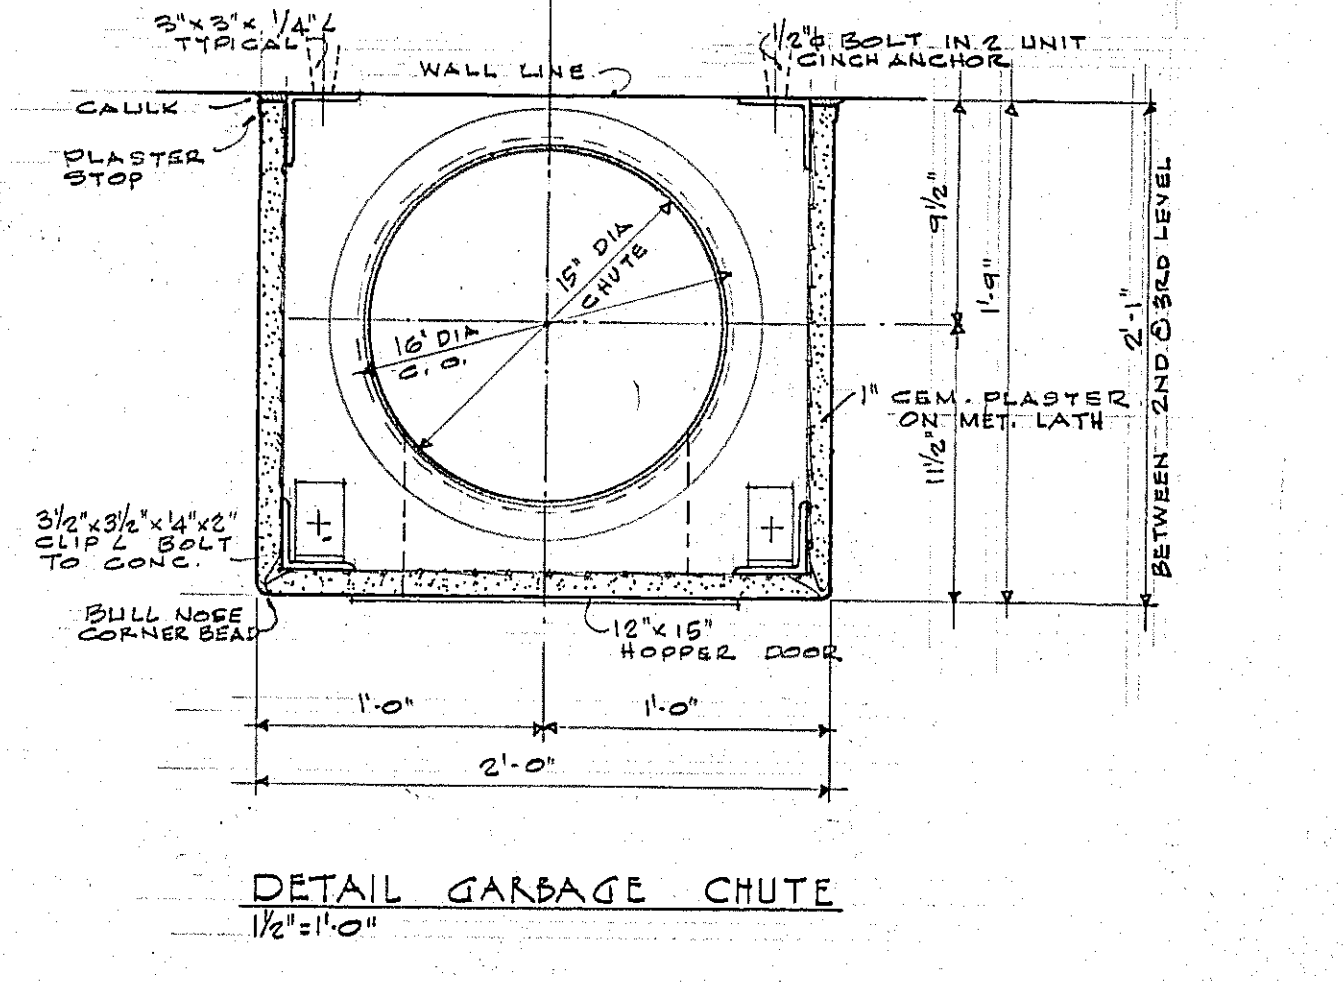 3"x3"x 1/4" L
TYPICAL
1/2"ϕ BOLT IN 2 UNIT
CINCH ANCHOR
WALL LINE
CAULK
PLASTER
STOP
9 1/2"
1'-9"
2'-1"
BETWEEN 2ND @ 3RD LEVEL
15" DIA
CHUTE
16' DIA
C.O.
1" CEM. PLASTER
ON MET. LATH
11 1/2"
3 1/2"x3 1/2"x1/4"x2"
CLIP L BOLT
TO CONC.
BULL NOSE
CORNER BEAD
12"x15"
HOPPER DOOR
1'-0"
1'-0"
2'-0"
DETAIL GARBAGE CHUTE
1 1/2"=1'-0"